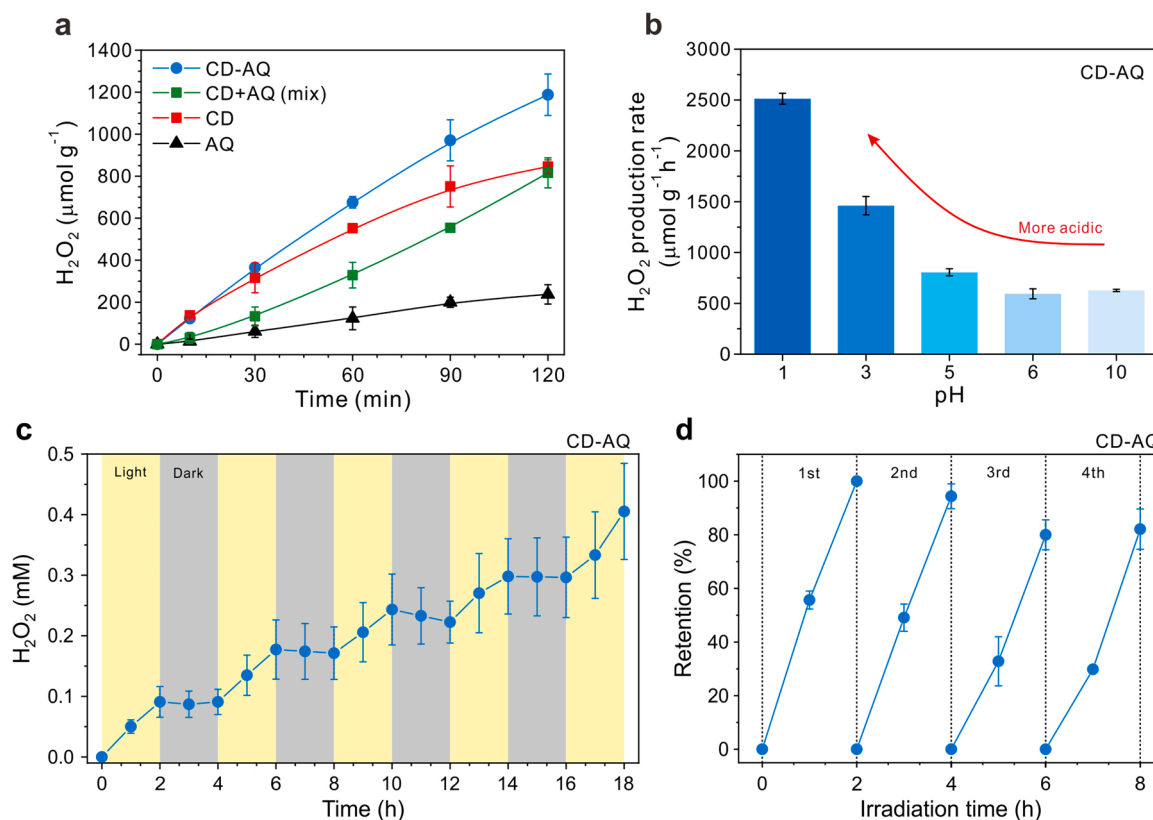 a
1400
1200
1000
800
600
400
200
0
H₂O₂ (μmol g⁻¹)
CD-AQ
CD+AQ (mix)
CD
AQ
0 30 60 90 120
Time (min)
b
3000
2500
2000
1500
1000
500
0
H₂O₂ production rate
(μmol g⁻¹h⁻¹)
CD-AQ
More acidic
1 3 5 6 10
pH
c
CD-AQ
0.5
0.4
0.3
0.2
0.1
0.0
H₂O₂ (mM)
Light Dark
0 2 4 6 8 10 12 14 16 18
Time (h)
d
CD-AQ
100
80
60
40
20
0
Retention (%)
1st 2nd 3rd 4th
0 2 4 6 8
Irradiation time (h)